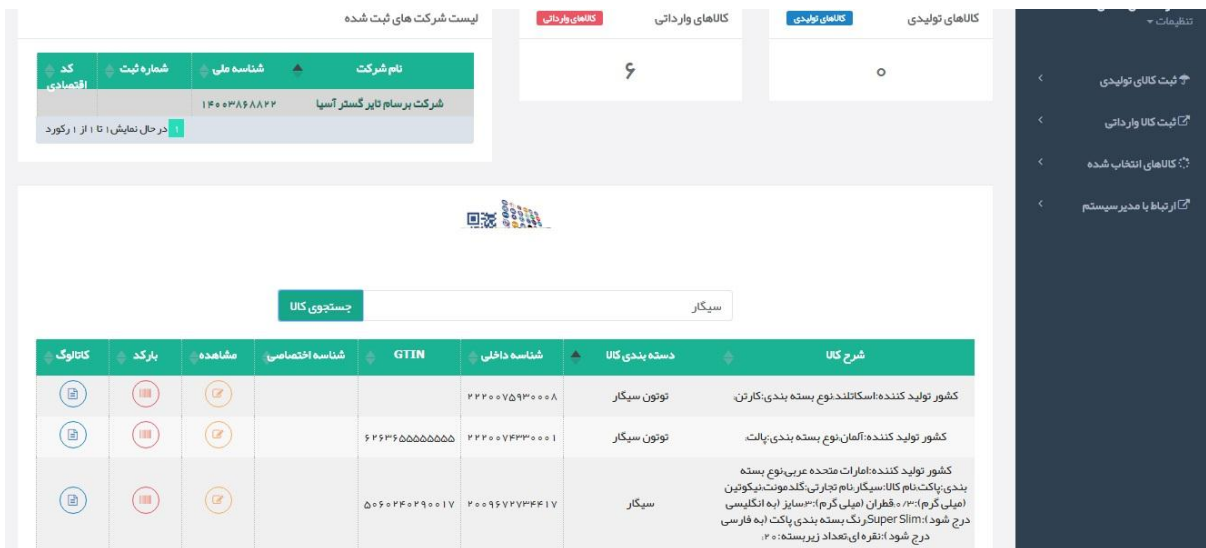 تنظیمات
ثبت کالای تولیدی
ثبت کالا وارداتی
کالاهای انتخاب شده
ارتباط با مدیر سیستم
کالاهای تولیدی
کالاهای تولیدی
۰
کالاهای وارداتی
کالاهای وارداتی
۶
لیست شرکت های ثبت شده
نام شرکت شناسه ملی شماره ثبت کد اقتصادی
شرکت برسام تایر گستر آسیا ۱۴۰۰۳۸۶۸۸۲۲
در حال نمایش ۱ تا ۱ از ۱ رکورد ۱
سیگار جستجوی کالا
شرح کالا دسته بندی کالا شناسه داخلی GTIN شناسه اختصاصی مشاهده بارکد کاتالوگ
کشور تولید کننده:اسکاتلند،نوع بسته بندی:کارتن، توتون سیگار ۲۲۲۰۰۷۵۹۳۰۰۰۸
کشور تولید کننده:آلمان،نوع بسته بندی:پالت، توتون سیگار ۲۲۲۰۰۷۴۳۳۰۰۰۱ ۶۲۶۳۶۵۵۵۵۵۵۵۵
کشور تولید کننده:امارات متحده عربی،نوع بسته
بندی:پاکت،نام کالا:سیگار،نام تجارتی:گلدمونت،نیکوتین
(میلی گرم):۰/۳،قطران (میلی گرم):۳،سایز (به انگلیسی
درج شود):Super Slim،رنگ بسته بندی پاکت (به فارسی
درج شود):نقره ای،تعداد زیربسته:۲۰،
سیگار ۲۰۰۹۶۷۲۷۳۴۴۱۷ ۵۰۶۰۲۴۰۲۹۰۰۱۷